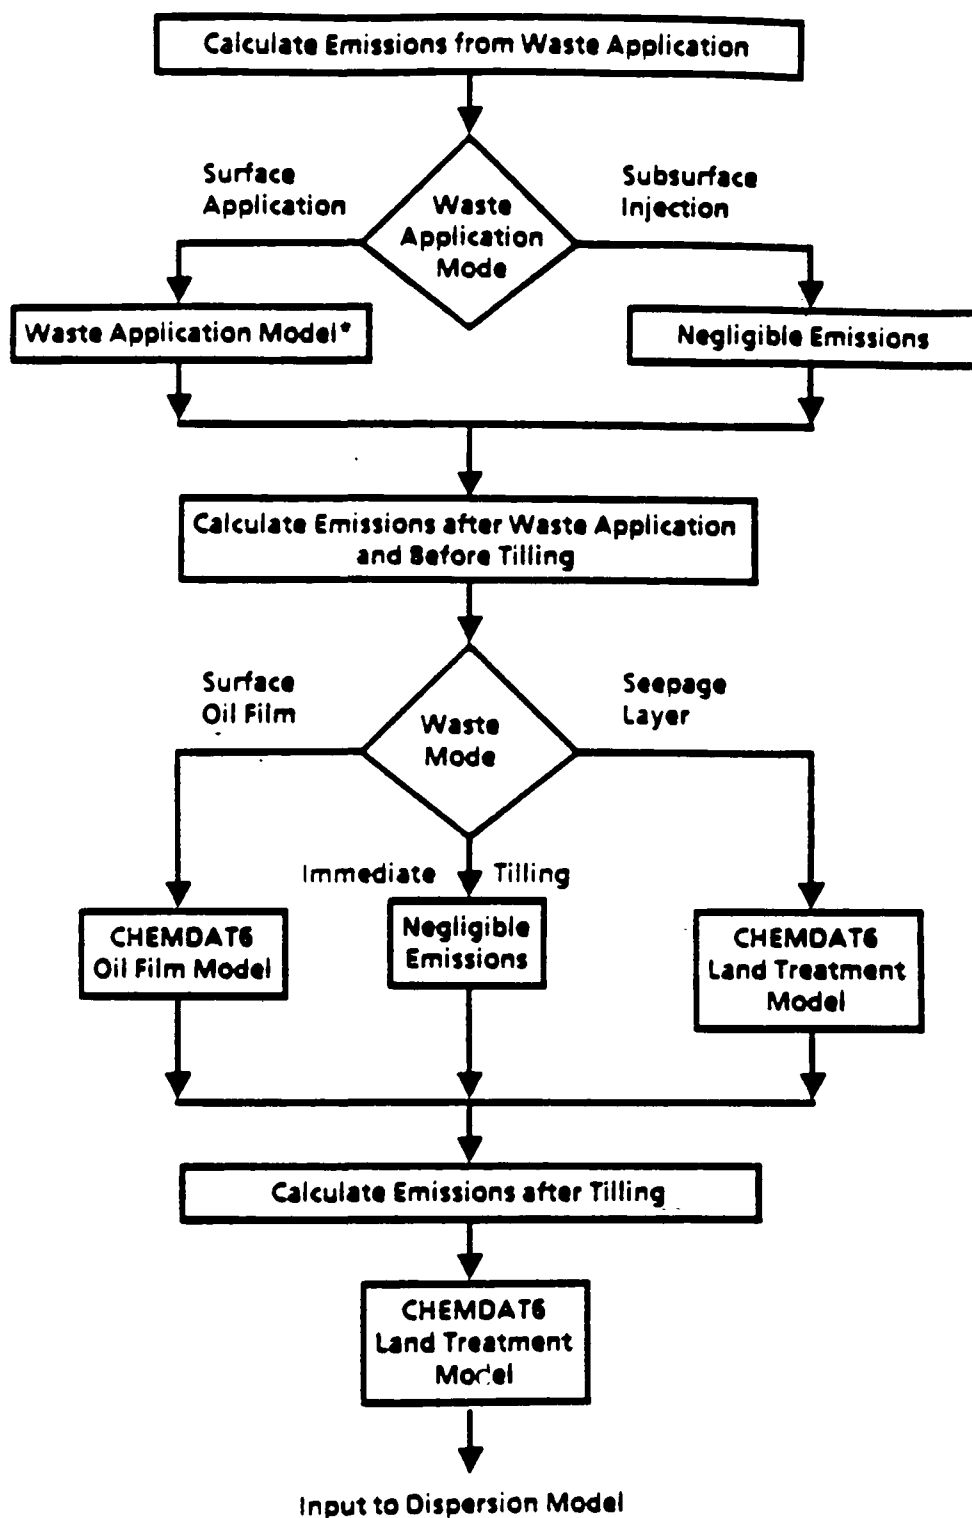 Calculate Emissions from Waste Application
Surface
Application
Subsurface
Injection
Waste
Application
Mode
Waste Application Model*
Negligible Emissions
Calculate Emissions after Waste Application
and Before Tilling
Surface
Oil Film
Seepage
Layer
Waste
Mode
Immediate Tilling
CHEMDAT6
Oil Film Model
Negligible
Emissions
CHEMDAT6
Land Treatment
Model
Calculate Emissions after Tilling
CHEMDAT6
Land Treatment
Model
Input to Dispersion Model